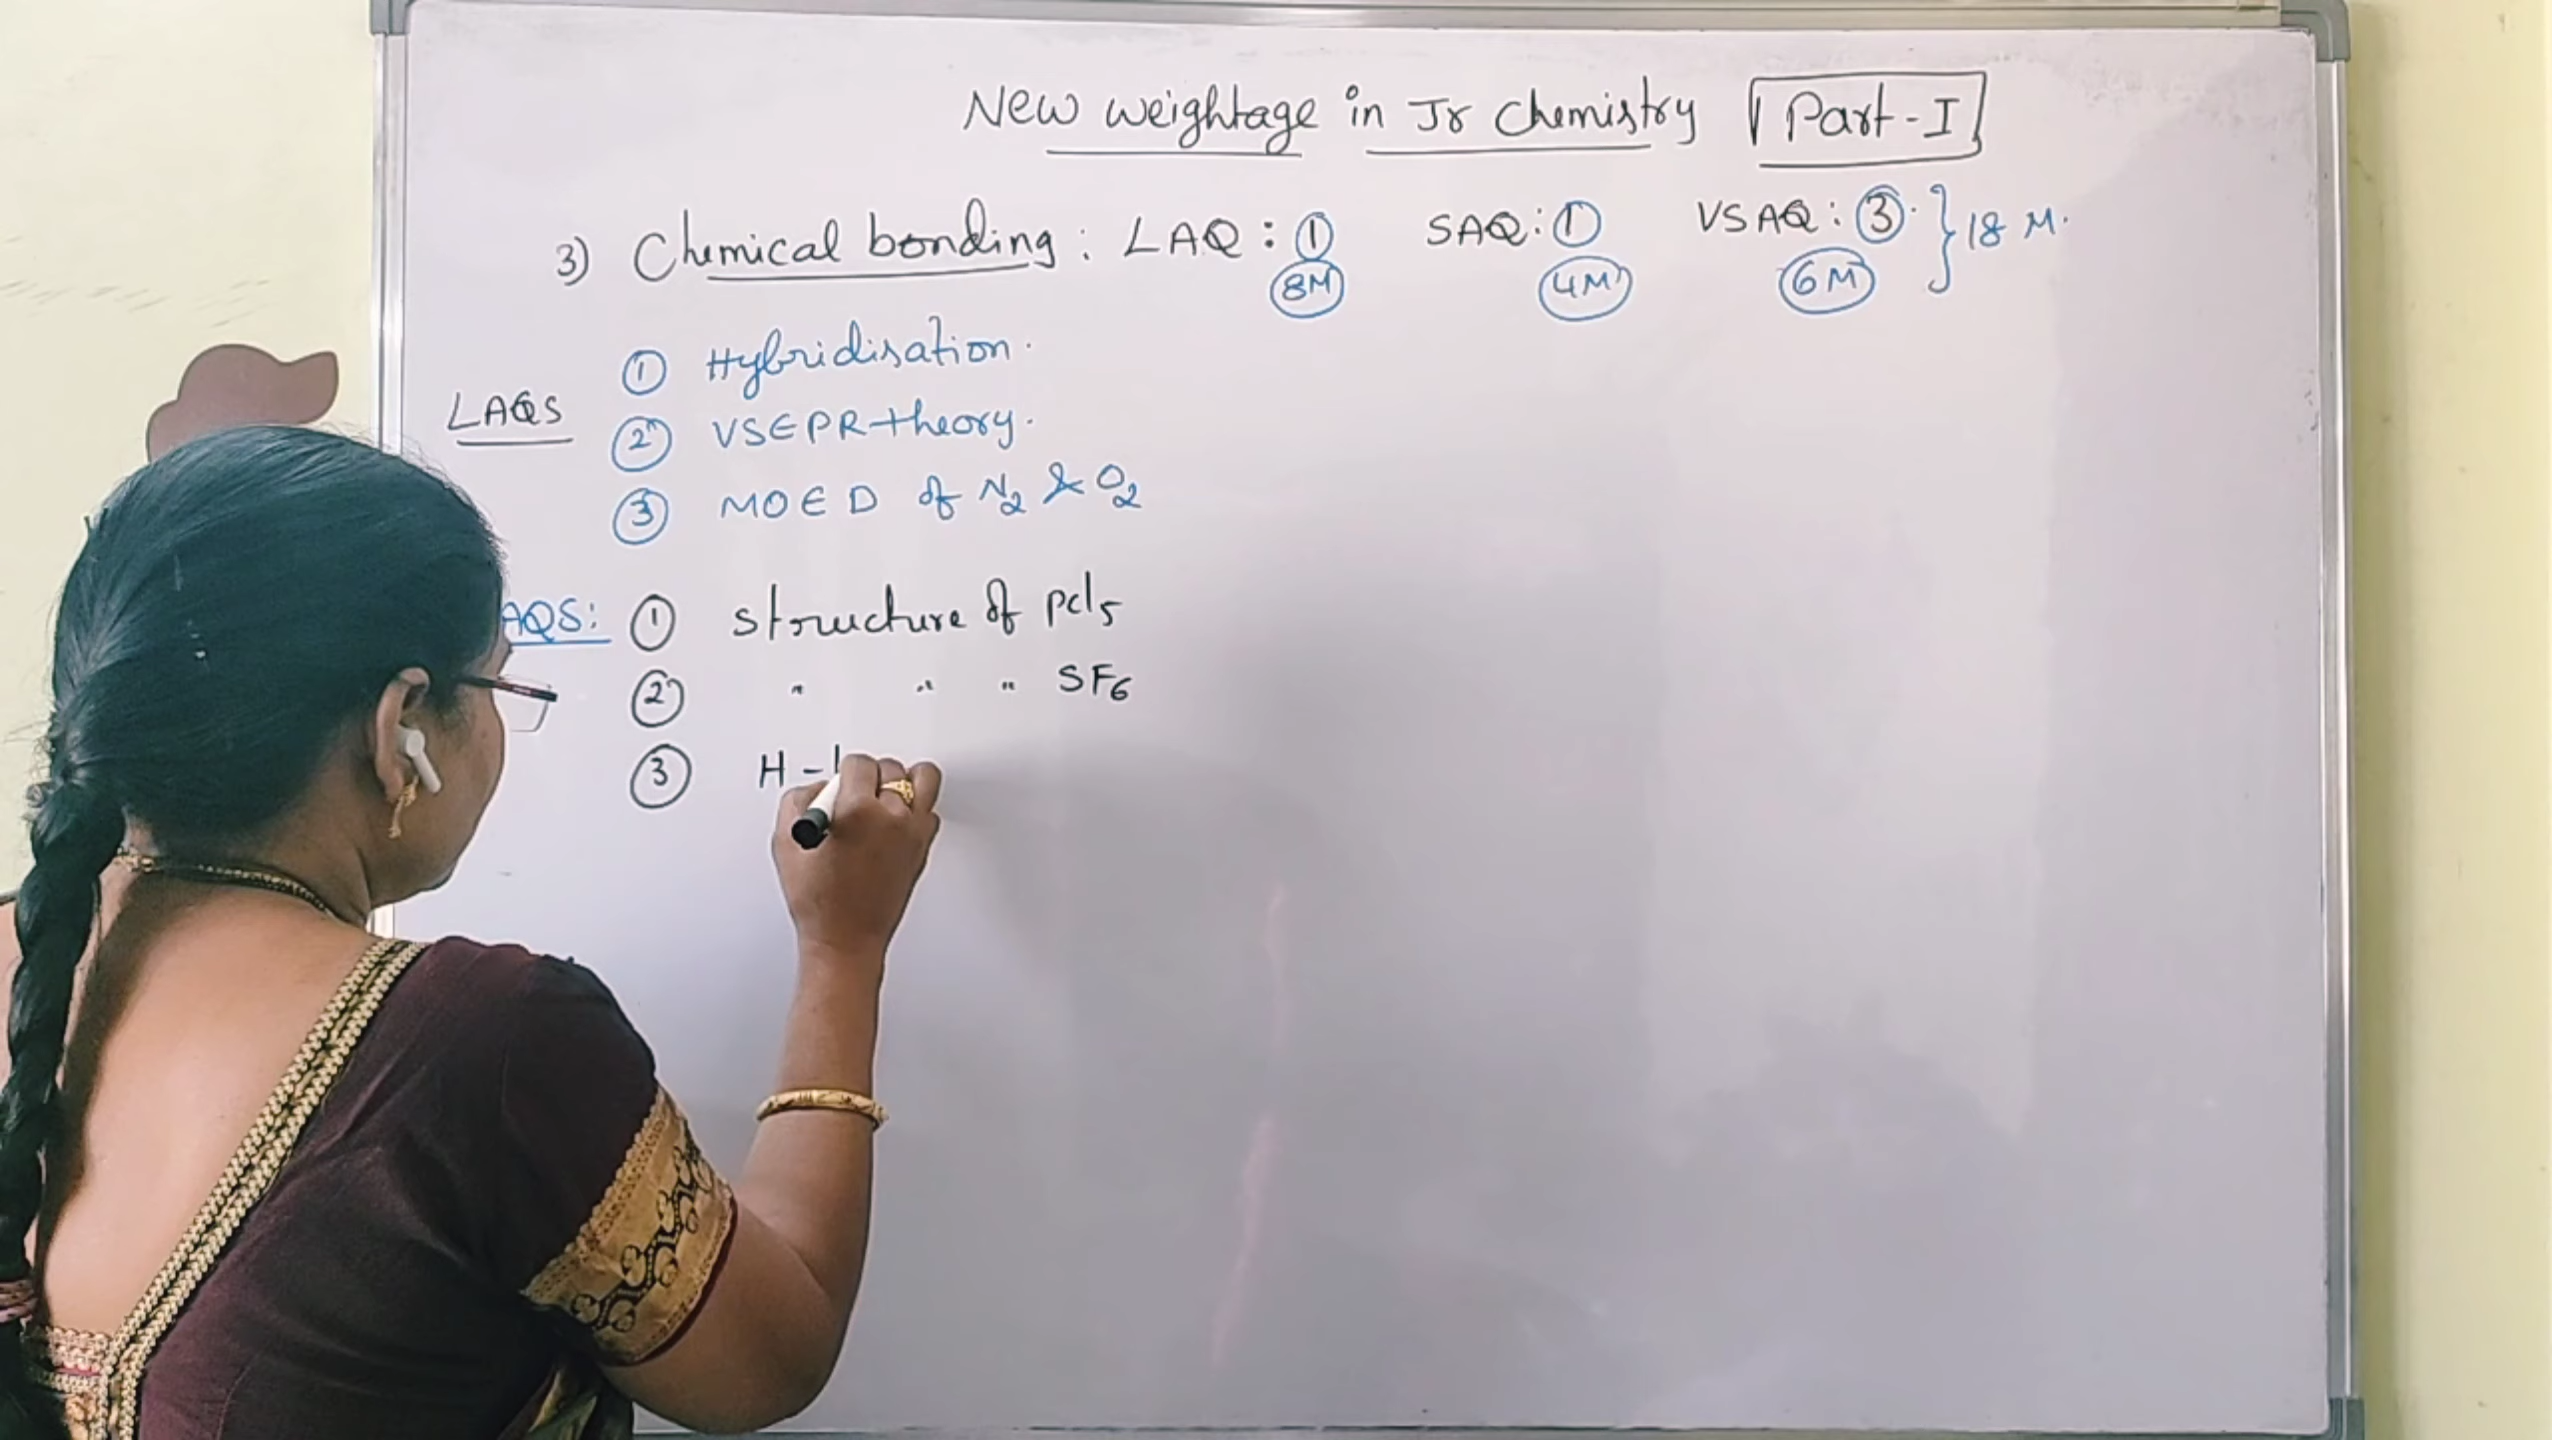 New weightage in Jr Chemistry Part-I
3) Chemical bonding : LAQ : ① SAQ : ① VSAQ : ③ . } 18 M.
8M 4M 6M
① Hybridisation.
LAQS
② VSEPR theory.
③ MOED of N₂ & O₂
AQS: ① structure of pcl₅
② " " " SF₆
③ H -